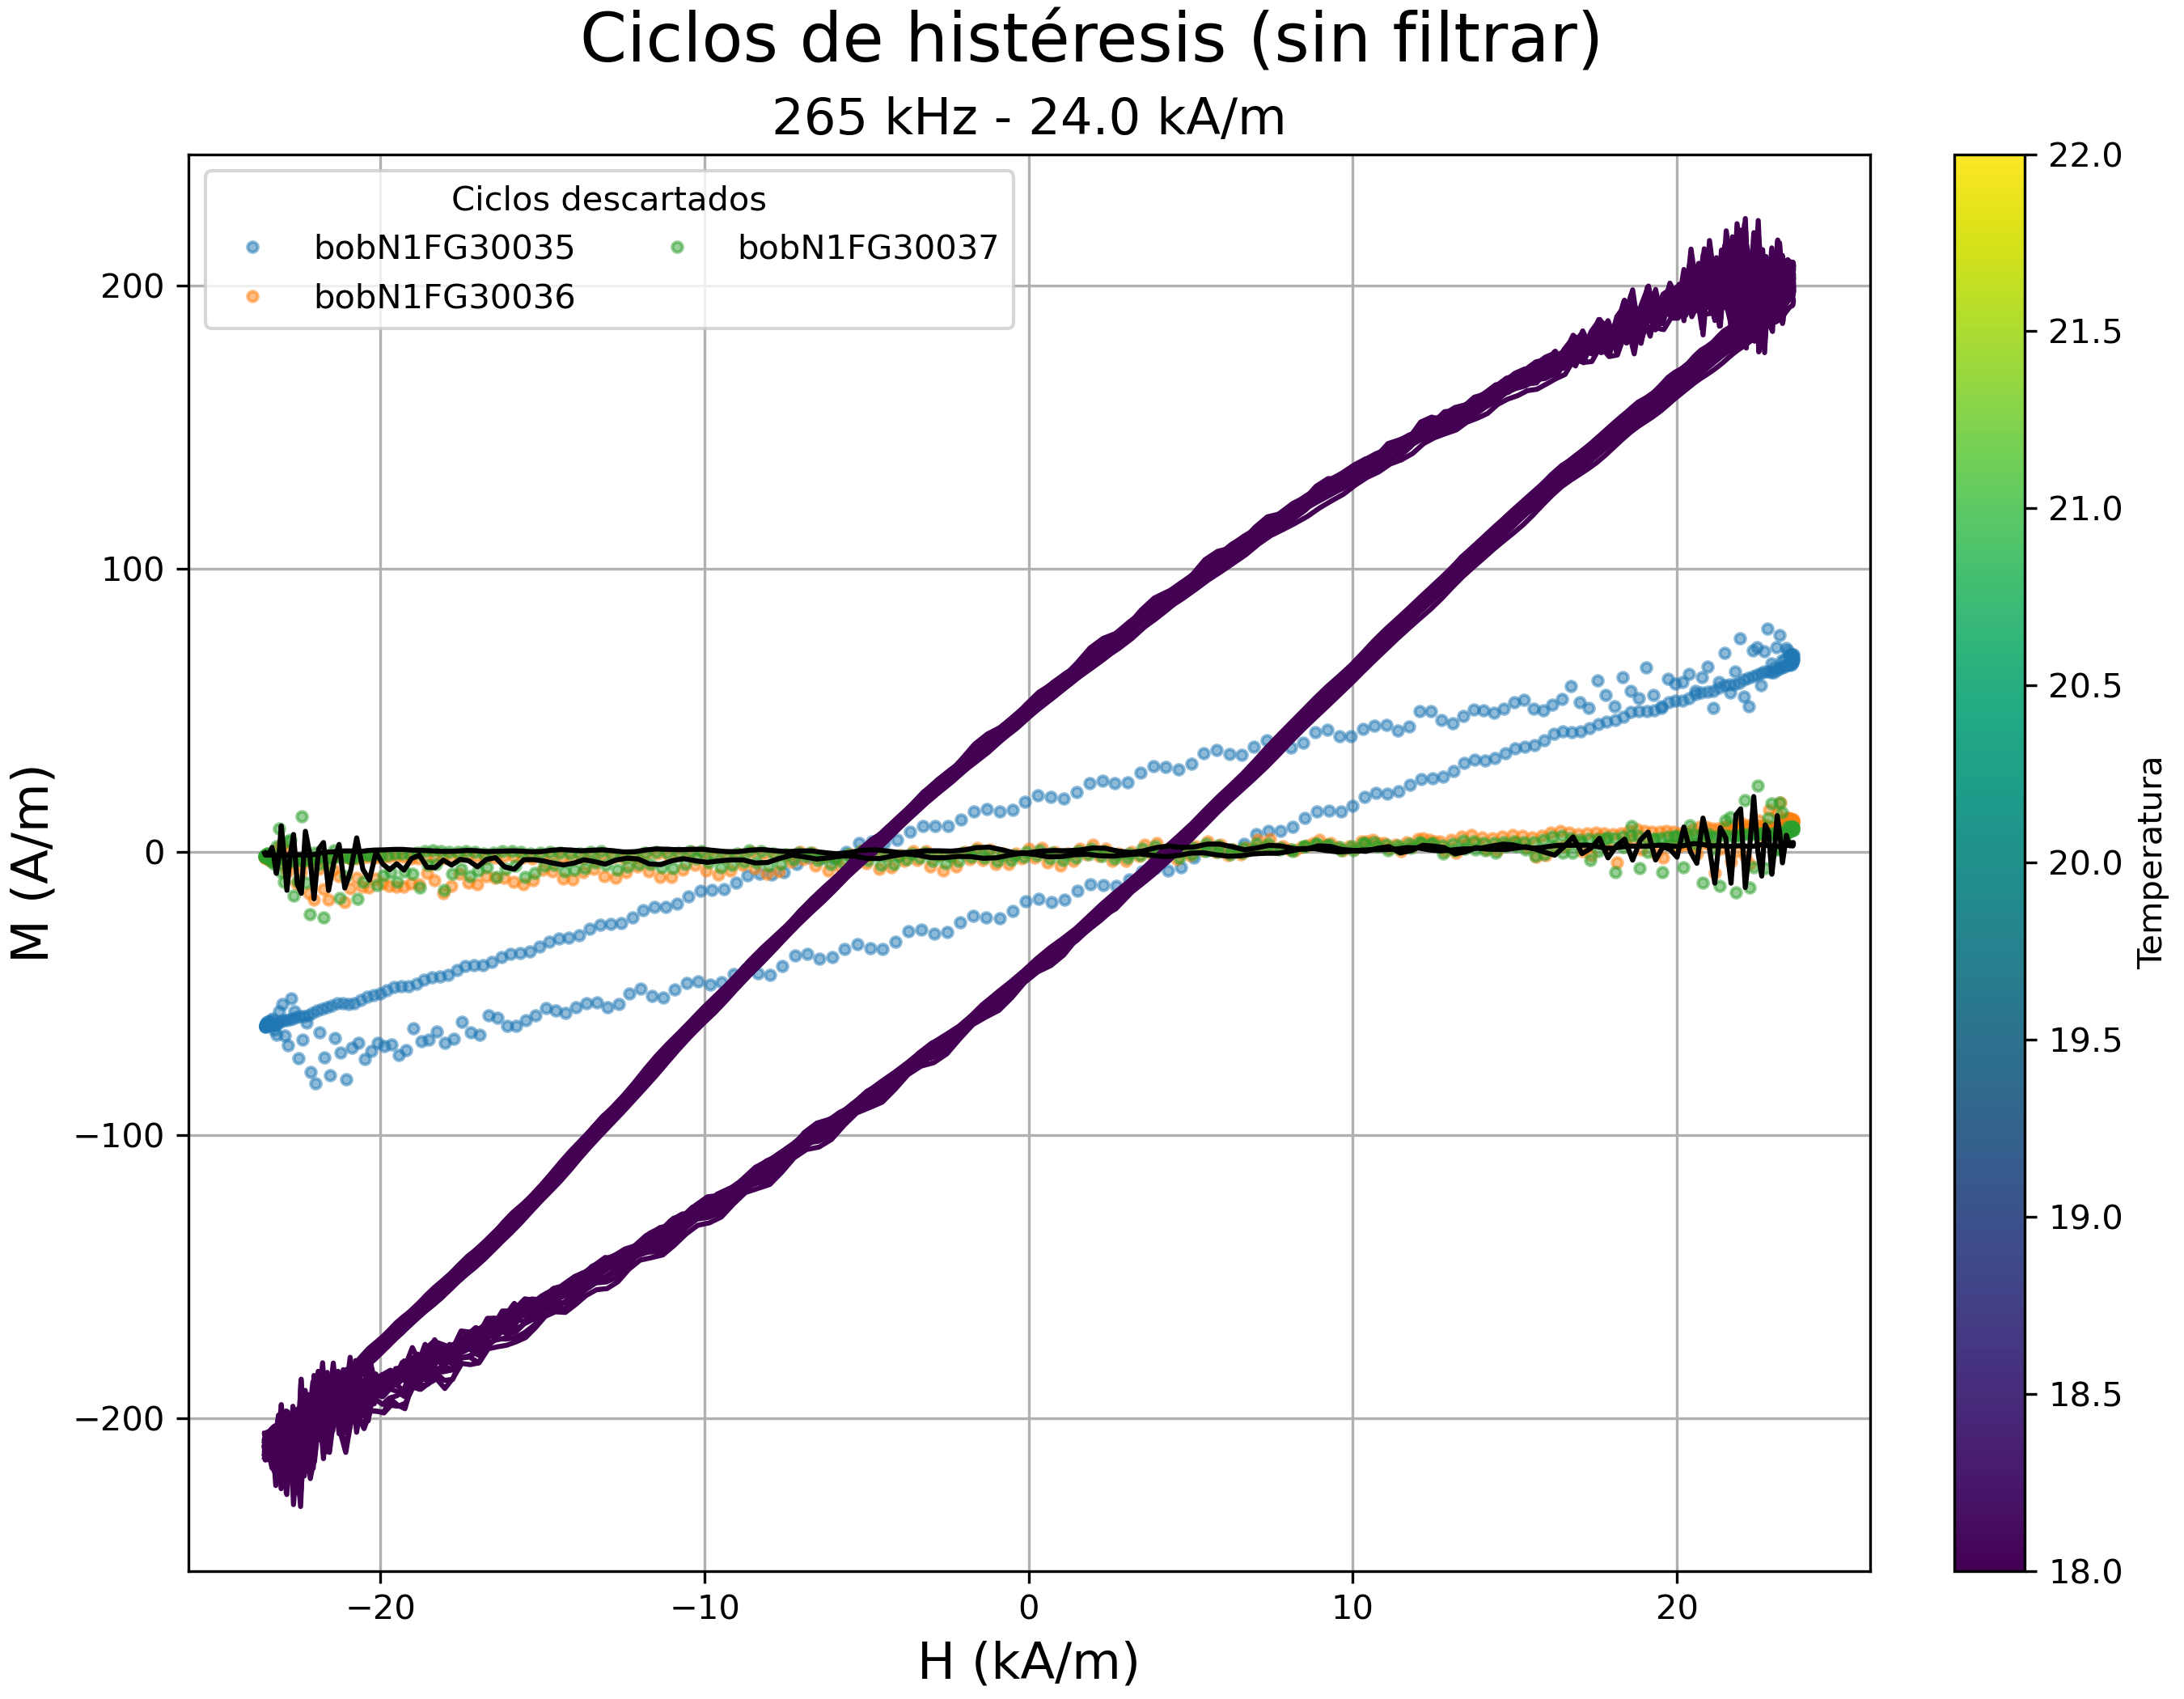 Ciclos de histéresis (sin filtrar)
265 kHz - 24.0 kA/m
Ciclos descartados
bobN1FG30035
bobN1FG30036
bobN1FG30037
M (A/m)
200
100
0
−100
−200
−20
−10
0
10
20
H (kA/m)
22.0
21.5
21.0
20.5
20.0
19.5
19.0
18.5
18.0
Temperatura